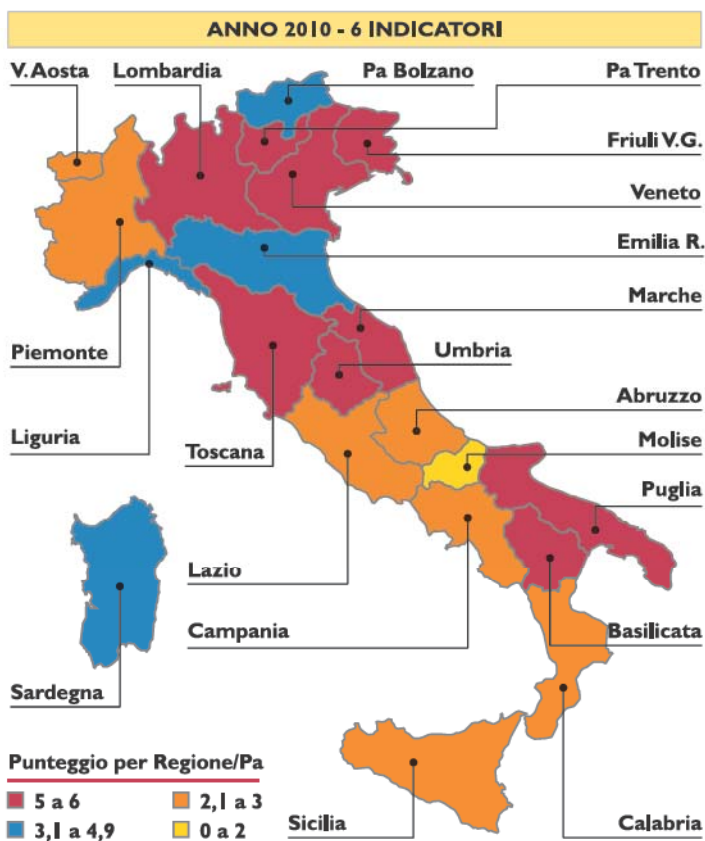 ANNO 2010 - 6 INDICATORI
V. Aosta
Lombardia
Pa Bolzano
Pa Trento
Friuli V.G.
Veneto
Emilia R.
Marche
Piemonte
Umbria
Abruzzo
Liguria
Toscana
Molise
Puglia
Lazio
Campania
Basilicata
Sardegna
Punteggio per Regione/Pa
5 a 6
2,1 a 3
3,1 a 4,9
0 a 2
Sicilia
Calabria